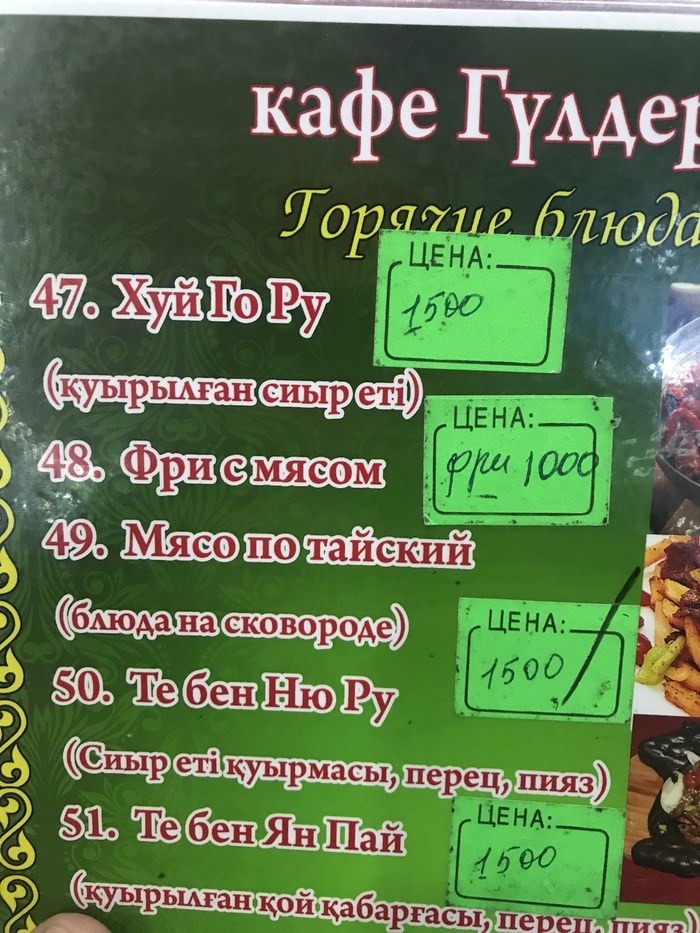 кафе Гүлдер
Горячие блюда
ЦЕНА:
1500
47. Хуй Го Ру
(қуырылған сиыр еті)
ЦЕНА:
фри 1000
48. Фри с мясом
49. Мясо по тайский
(блюда на сковороде)
ЦЕНА:
1500
50. Те бен Ню Ру
(Сиыр еті қуырмасы, перец, пияз)
ЦЕНА:
1500
51. Те бен Ян Пай
(қуырылған қой қабарғасы, перец, пияз)